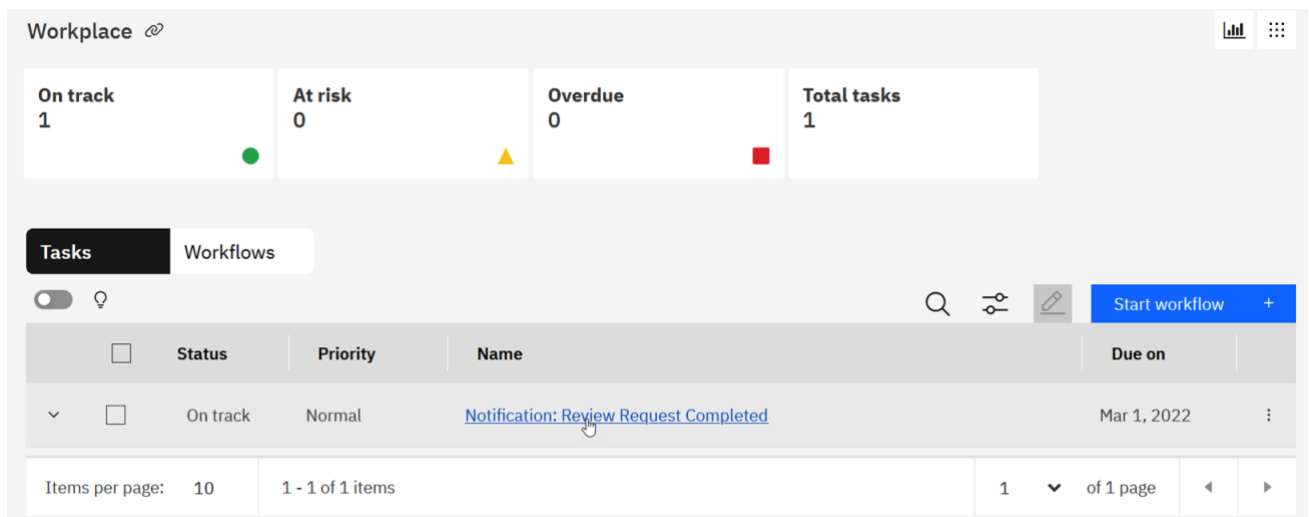 Workplace
On track At risk Overdue Total tasks
1 0 0 1
Tasks Workflows
Start workflow +
Status Priority Name Due on
On track Normal Notification: Review Request Completed Mar 1, 2022
Items per page: 10 1 - 1 of 1 items 1 of 1 page